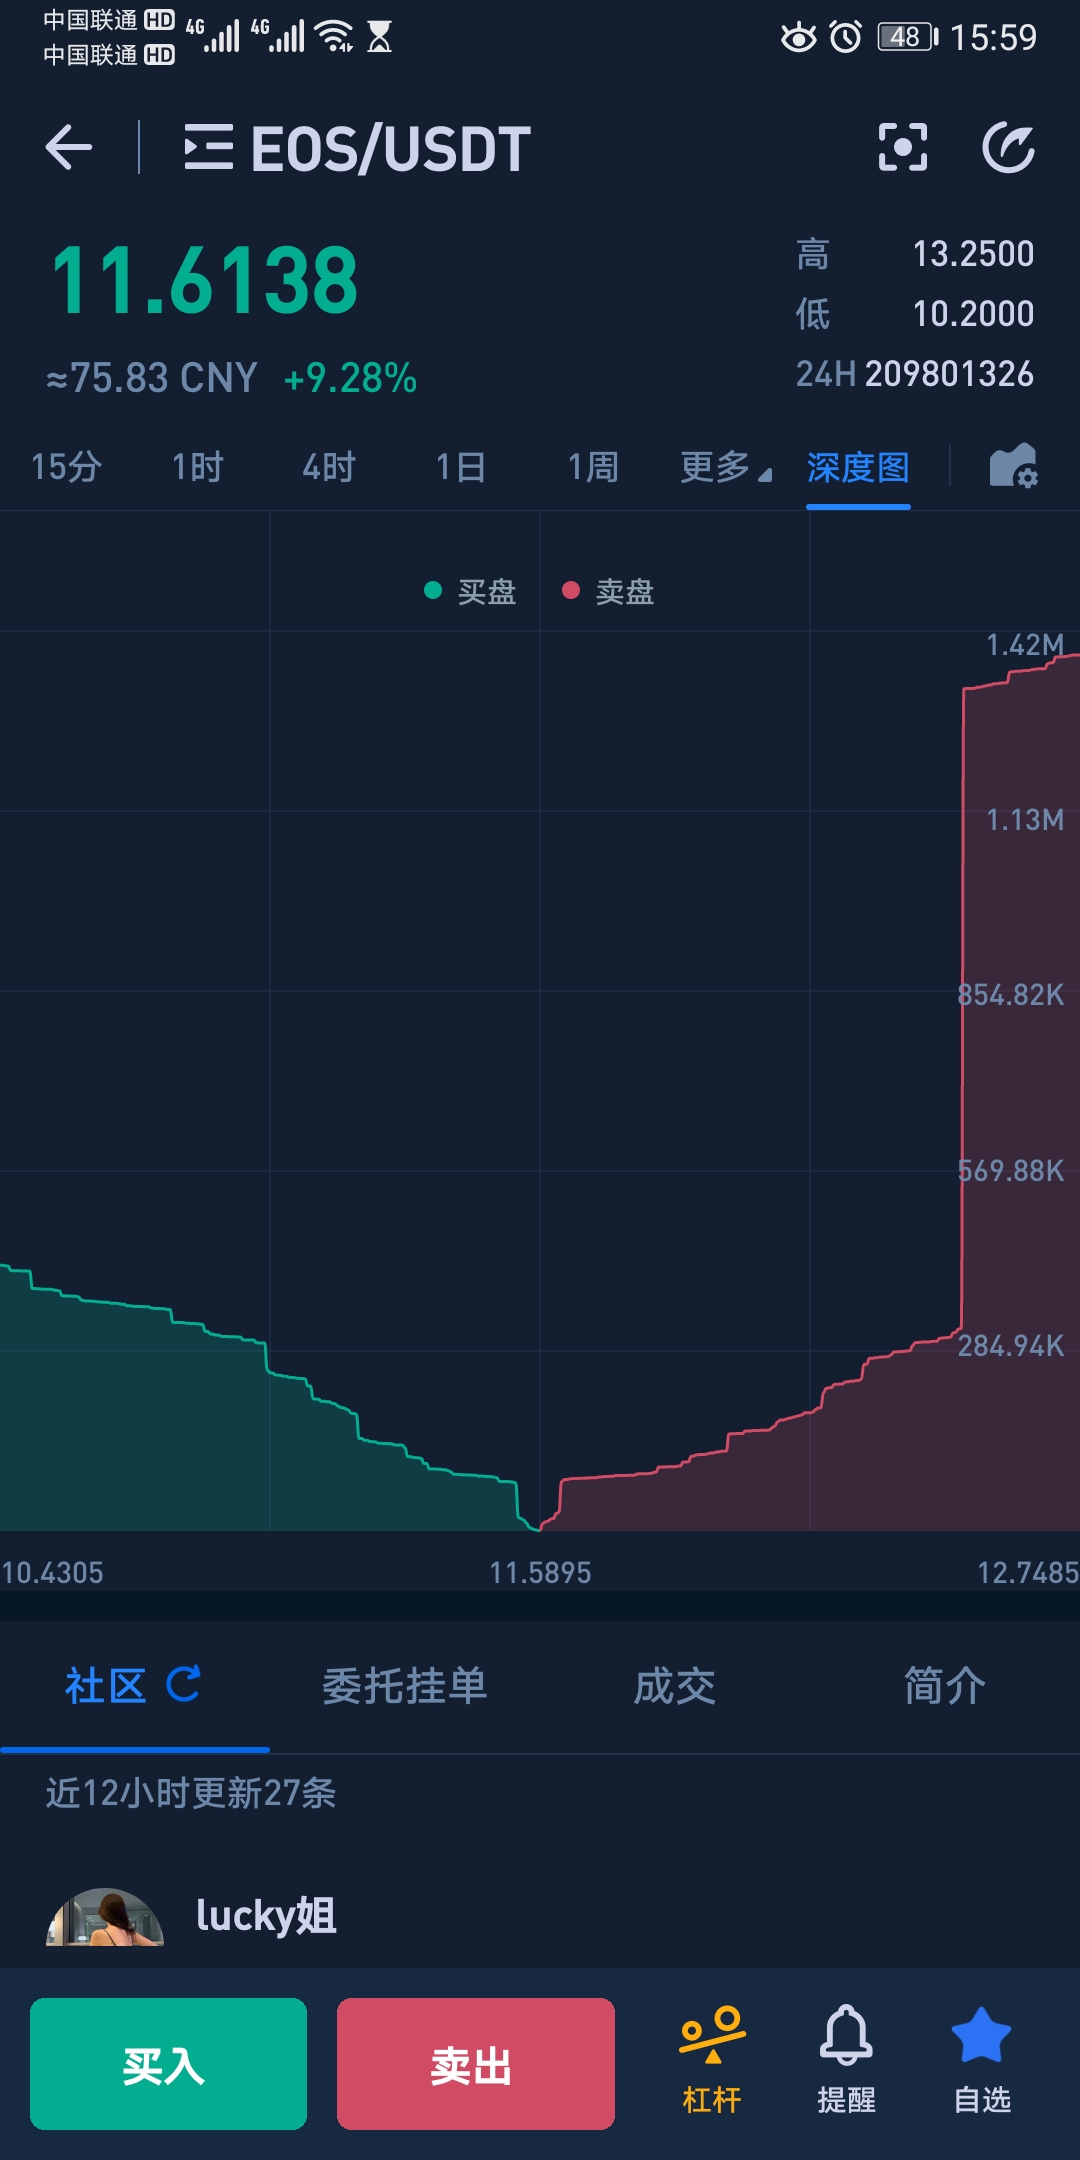 中国联通 HD 4G 4G 48 15:59
中国联通 HD
EOS/USDT
11.6138
高 13.2500
低 10.2000
≈75.83 CNY +9.28%
24H 209801326
15分 1时 4时 1日 1周 更多 深度图
买盘 卖盘
1.42M
1.13M
854.82K
569.88K
284.94K
10.4305 11.5895 12.7485
社区 委托挂单 成交 简介
近12小时更新27条
lucky姐
买入 卖出 杠杆 提醒 自选